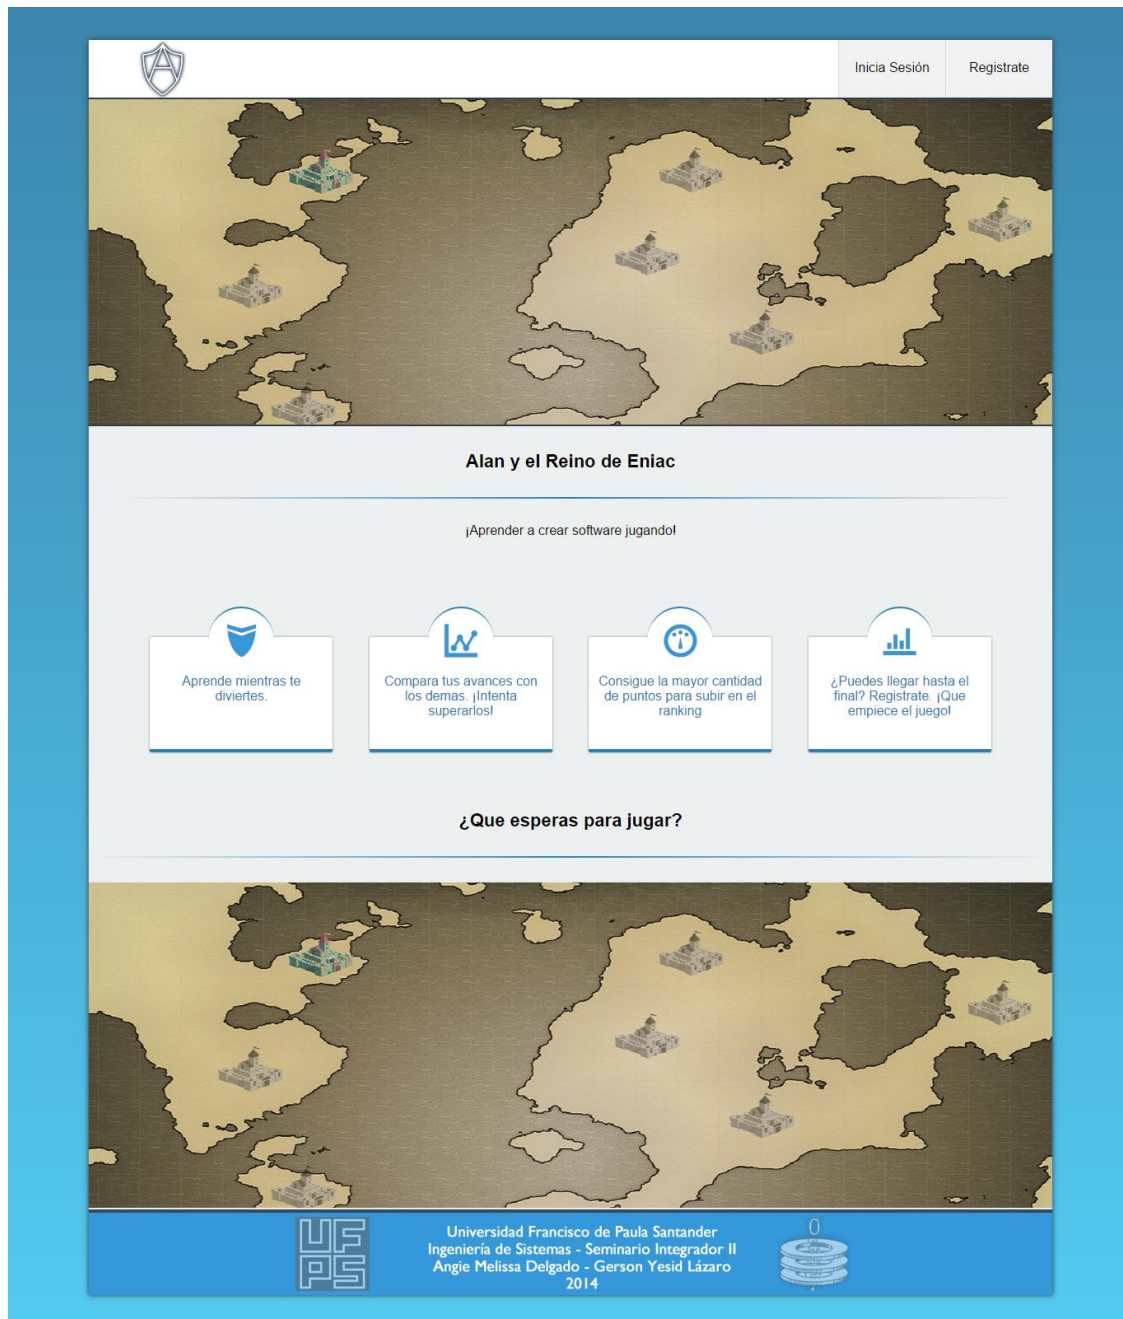 A
Inicia Sesión
Registrate
Alan y el Reino de Eniac
¡Aprender a crear software jugando!
Aprende mientras te
diviertes.
Compara tus avances con
los demas. ¡Intenta
superarlos!
Consigue la mayor cantidad
de puntos para subir en el
ranking
¿Puedes llegar hasta el
final? Registrate. ¡Que
empiece el juego!
¿Que esperas para jugar?
UFPS
Universidad Francisco de Paula Santander
Ingeniería de Sistemas - Seminario Integrador II
Angie Melissa Delgado - Gerson Yesid Lázaro
2014